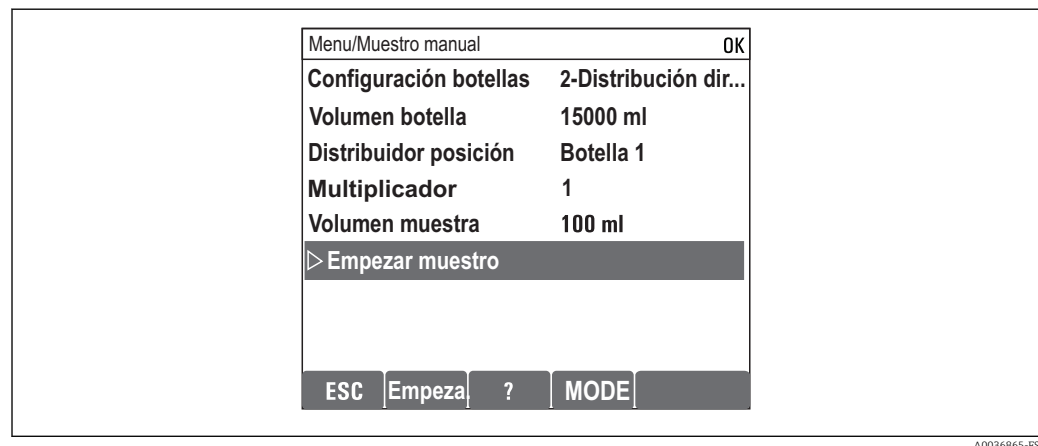 Menu/Muestro manual OK
Configuración botellas 2-Distribución dir...
Volumen botella 15000 ml
Distribuidor posición Botella 1
Multiplicador 1
Volumen muestra 100 ml
▷ Empezar muestro
ESC Empeza. ? MODE
A0036865-ES